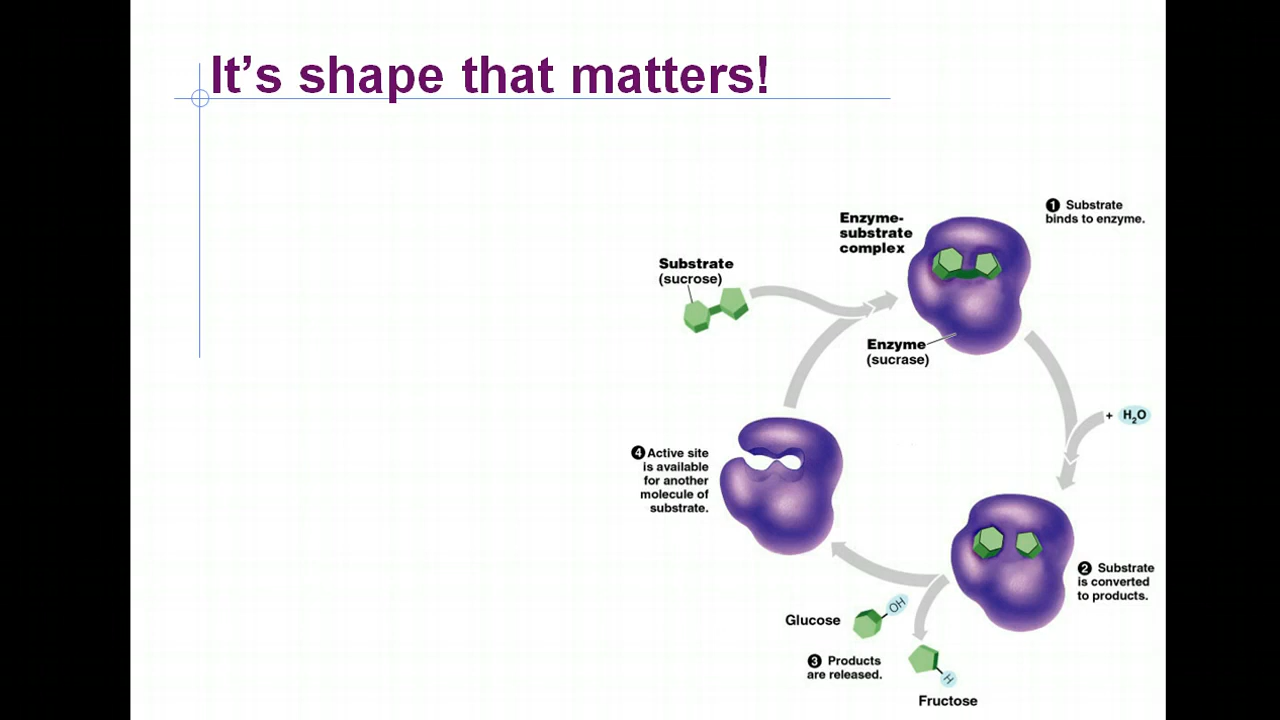 It's shape that matters!
❶ Substrate
binds to enzyme.
Enzyme-
substrate
complex
Substrate
(sucrose)
Enzyme
(sucrase)
+ H₂O
❹ Active site
is available
for another
molecule of
substrate.
❷ Substrate
is converted
to products.
Glucose
OH
❸ Products
are released.
H
Fructose